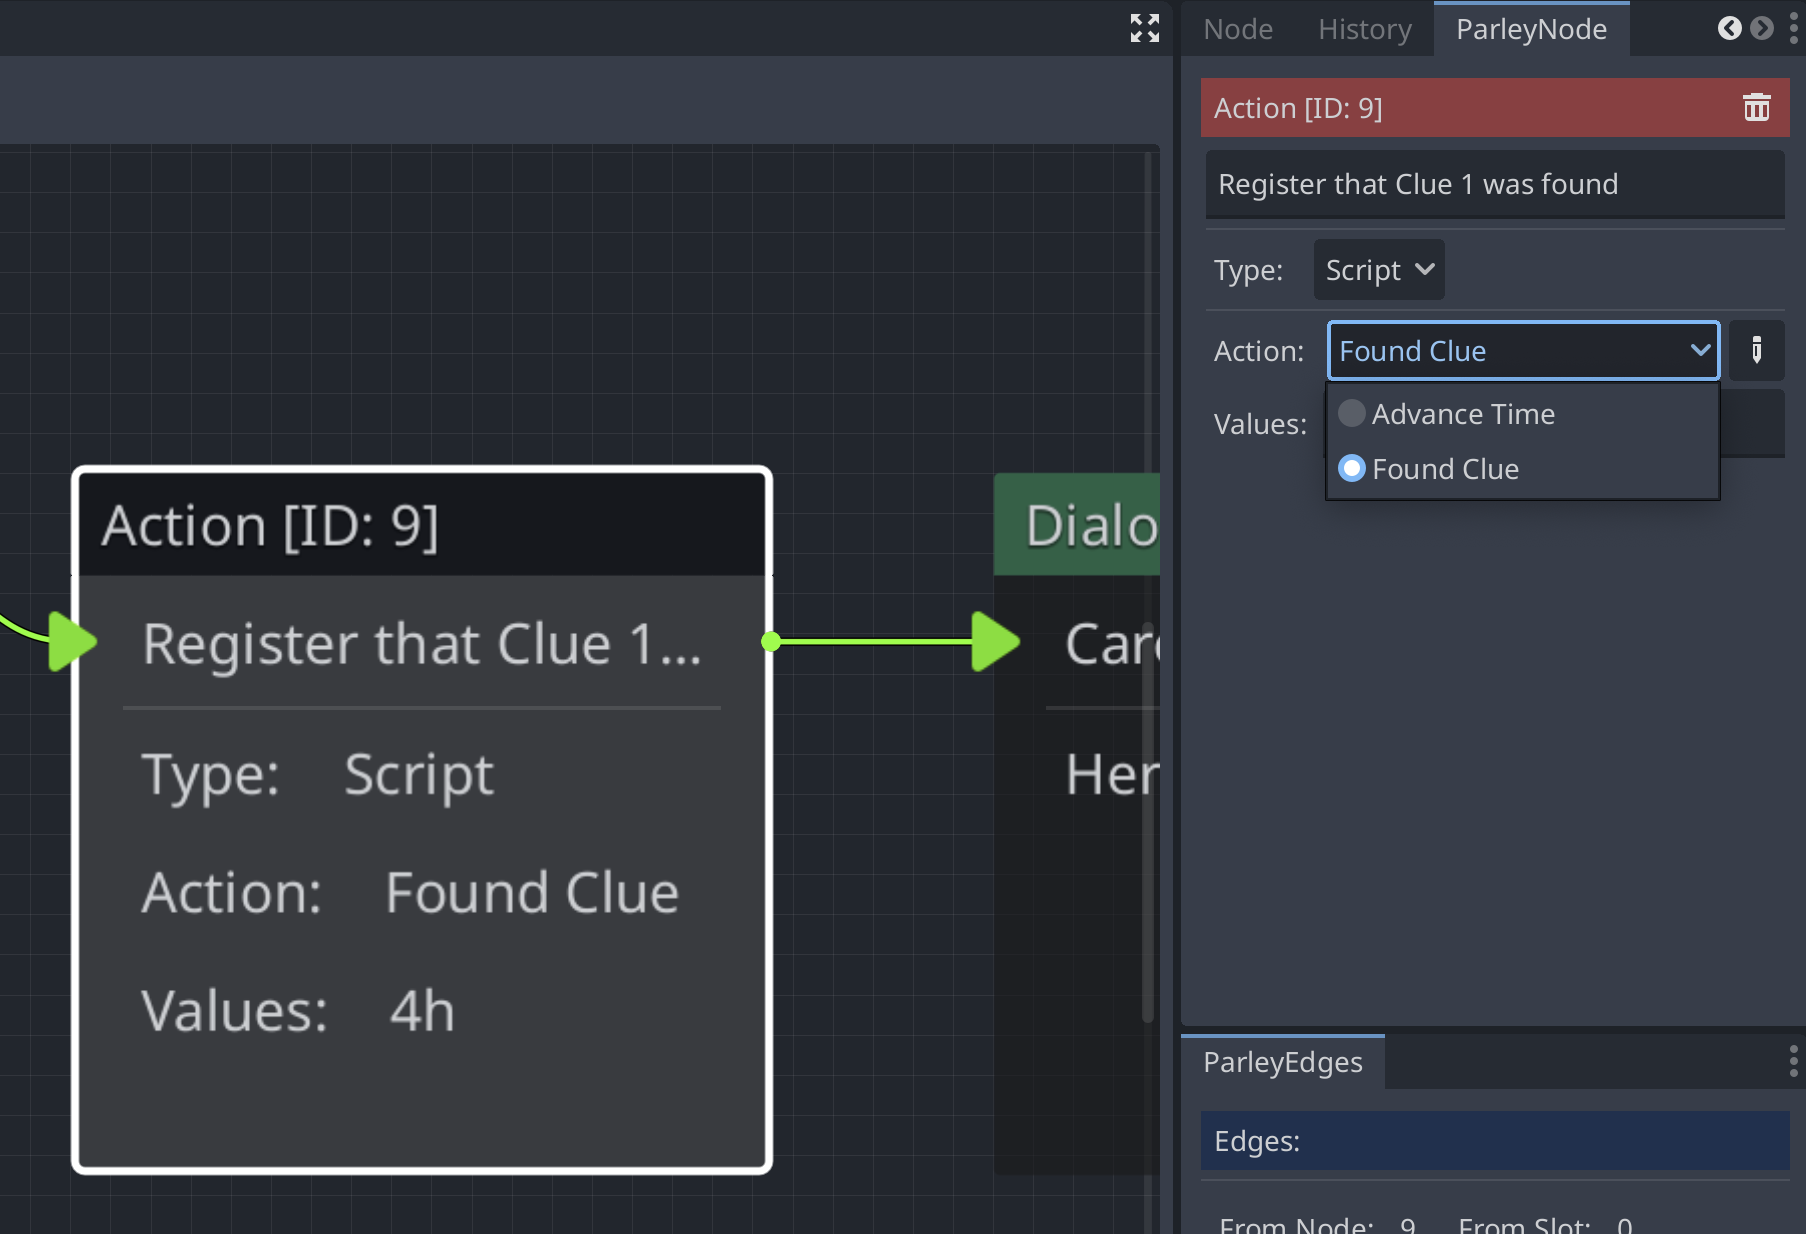 Node History ParleyNode
Action [ID: 9]
Register that Clue 1 was found
Type: Script
Action: Found Clue
Advance Time
Values:
Found Clue
Action [ID: 9]
Register that Clue 1...
Type: Script
Action: Found Clue
Values: 4h
Dialo
Car
Her
ParleyEdges
Edges:
From Node: 9 From Slot: 0